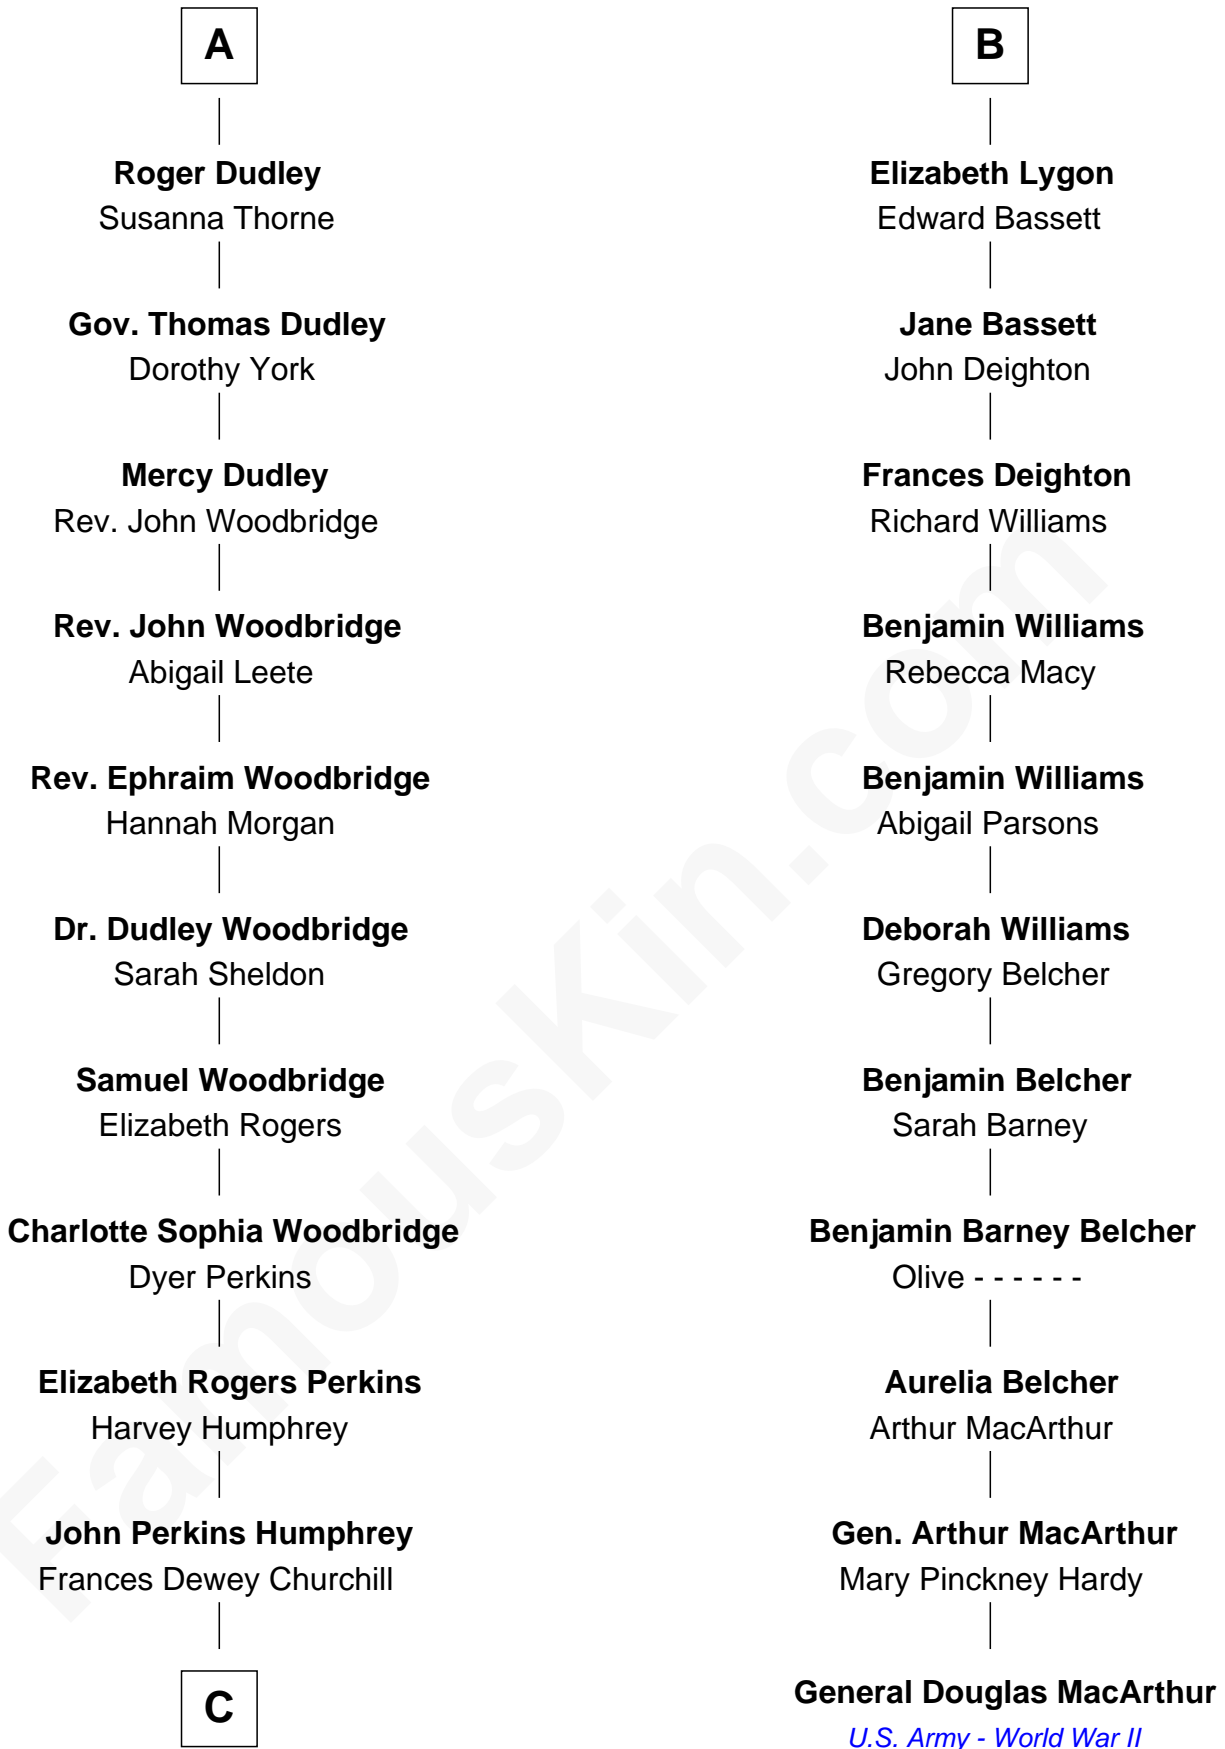 A
Roger Dudley
Susanna Thorne
Gov. Thomas Dudley
Dorothy York
Mercy Dudley
Rev. John Woodbridge
Rev. John Woodbridge
Abigail Leete
Rev. Ephraim Woodbridge
Hannah Morgan
Dr. Dudley Woodbridge
Sarah Sheldon
Samuel Woodbridge
Elizabeth Rogers
Charlotte Sophia Woodbridge
Dyer Perkins
Elizabeth Rogers Perkins
Harvey Humphrey
John Perkins Humphrey
Frances Dewey Churchill
C
B
Elizabeth Lygon
Edward Bassett
Jane Bassett
John Deighton
Frances Deighton
Richard Williams
Benjamin Williams
Rebecca Macy
Benjamin Williams
Abigail Parsons
Deborah Williams
Gregory Belcher
Benjamin Belcher
Sarah Barney
Benjamin Barney Belcher
Olive - - - - - -
Aurelia Belcher
Arthur MacArthur
Gen. Arthur MacArthur
Mary Pinckney Hardy
General Douglas MacArthur
U.S. Army - World War II
FamousKin.com